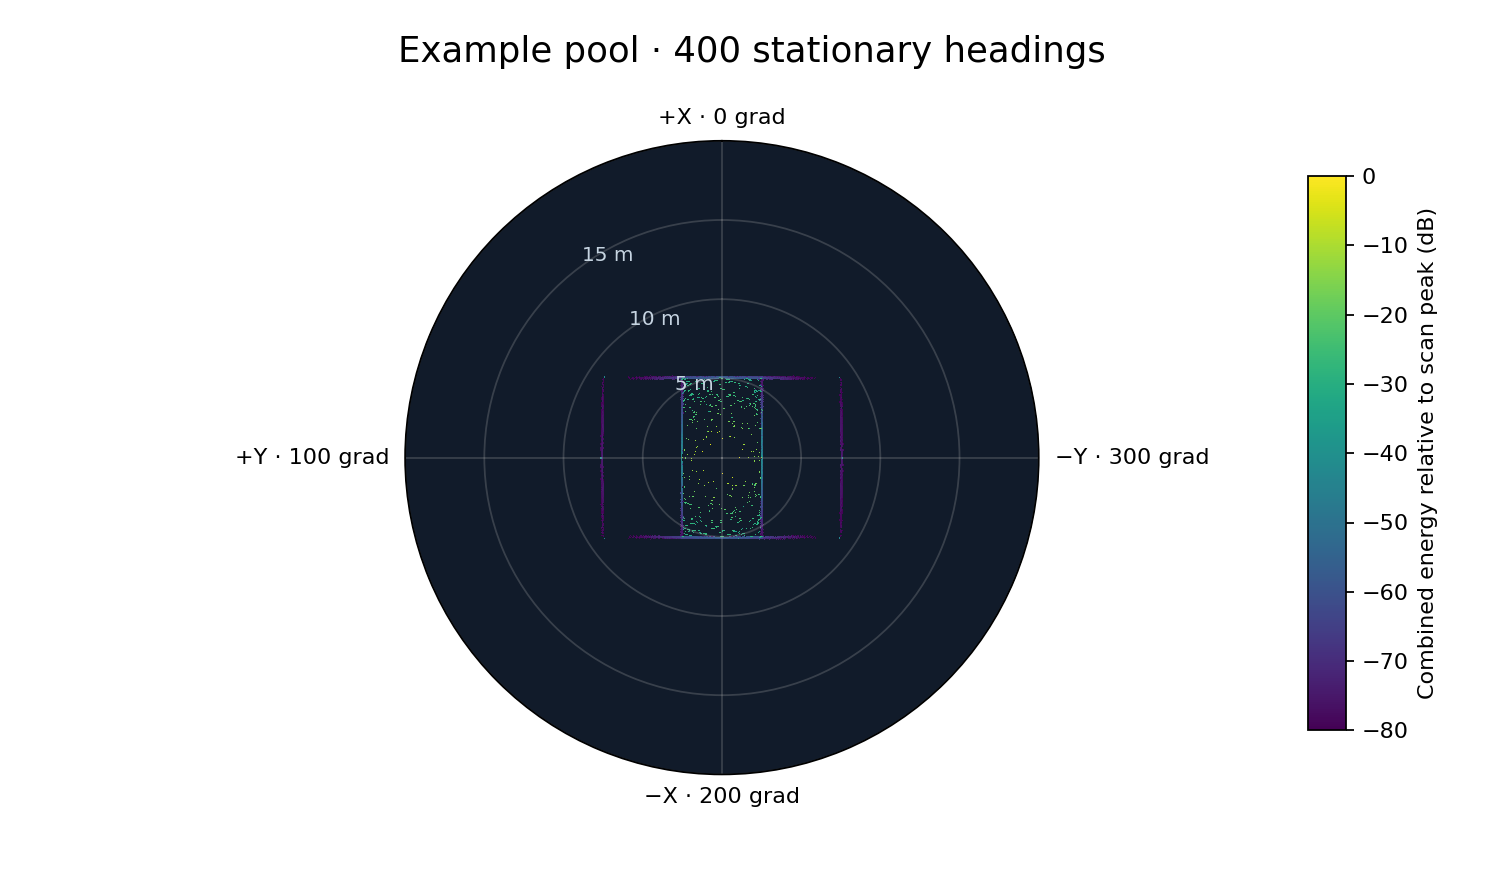 Example pool · 400 stationary headings
+X · 0 grad
15 m
10 m
5 m
+Y · 100 grad
−Y · 300 grad
−X · 200 grad
0
−10
−20
−30
−40
−50
−60
−70
−80
Combined energy relative to scan peak (dB)